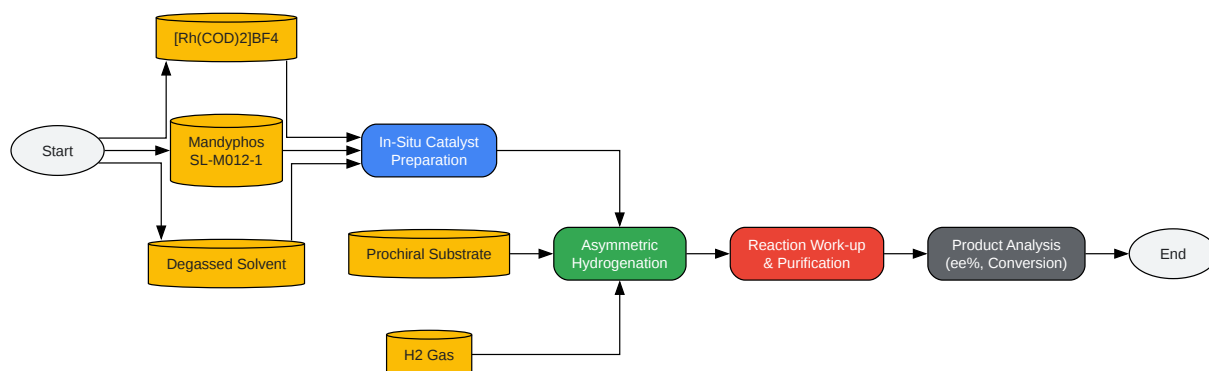 [Rh(COD)2]BF4
Start
Mandyphos
SL-M012-1
In-Situ Catalyst
Preparation
Degassed Solvent
Prochiral Substrate
Asymmetric
Hydrogenation
Reaction Work-up
& Purification
Product Analysis
(ee%, Conversion)
End
H2 Gas